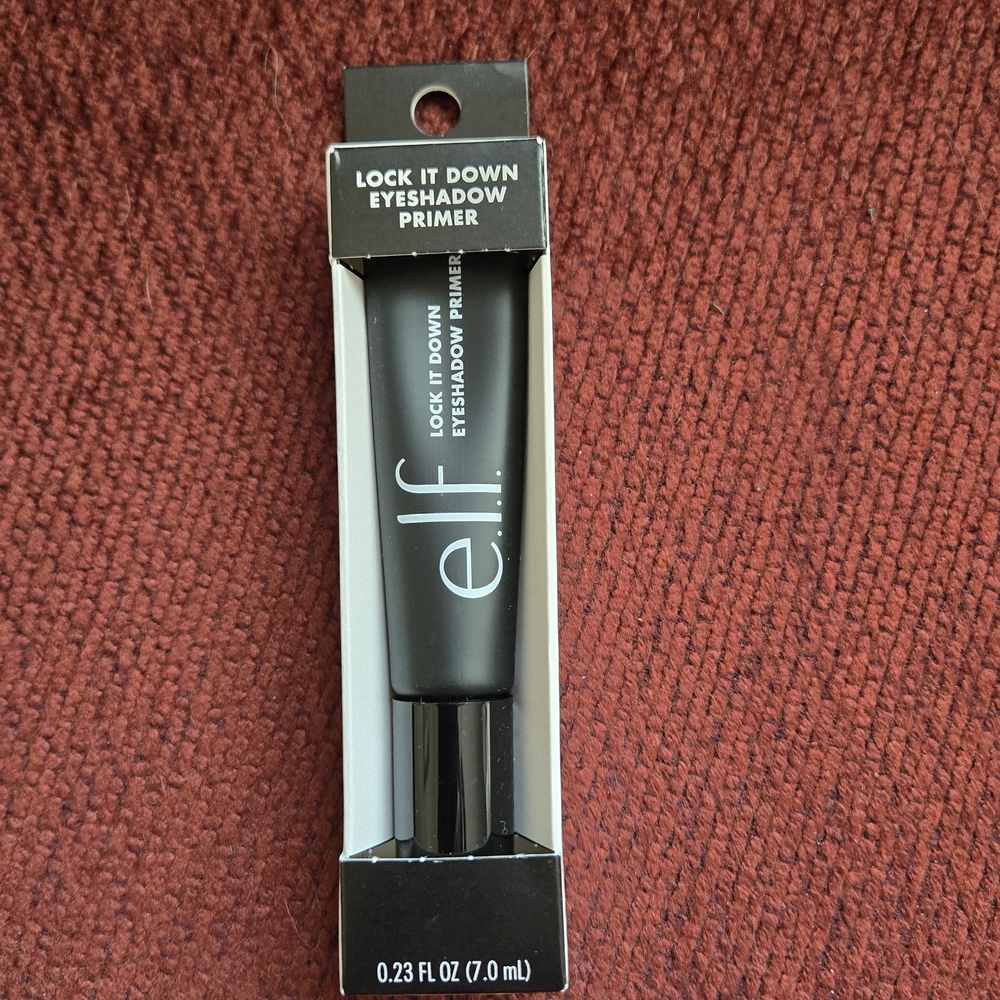 LOCK IT DOWN
EYESHADOW
PRIMER
LOCK IT DOWN
EYESHADOW PRIMER
e.l.f.
0.23 FL OZ (7.0 mL)